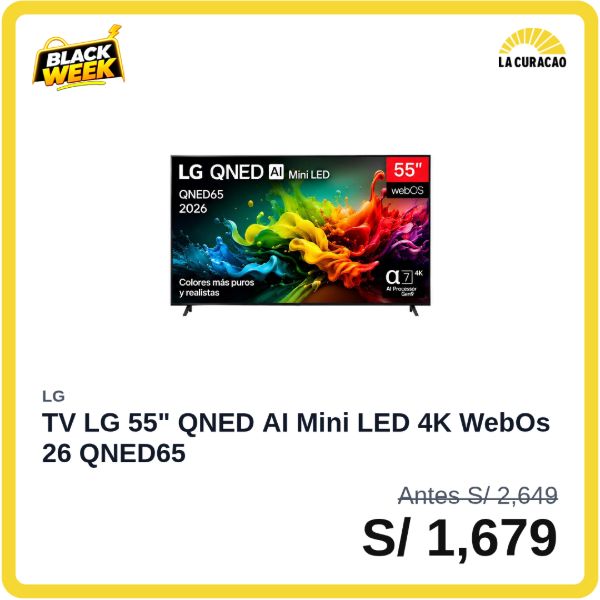 BLACK
WEEK
LA CURACAO
LG QNED AI Mini LED
55"
webOS
QNED65
2026
Colores más puros
y realistas
α7 4K
AI Processor
Gen9
LG
TV LG 55" QNED AI Mini LED 4K WebOs
26 QNED65
Antes S/ 2,649
S/ 1,679